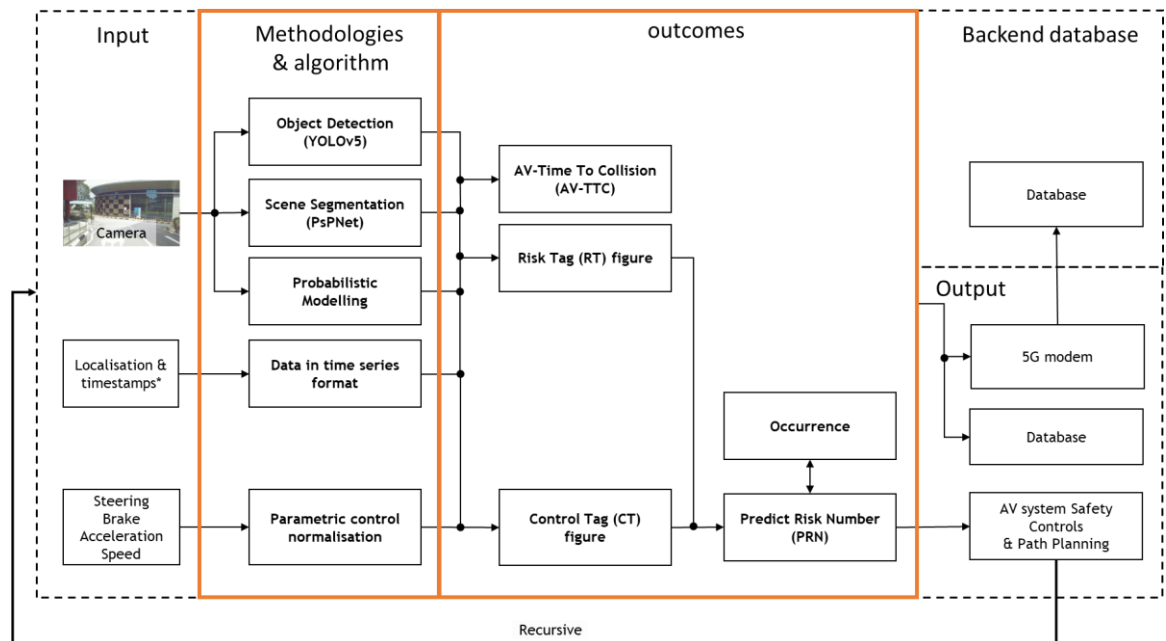 Input
Methodologies
& algorithm
outcomes
Backend database
Object Detection
(YOLOv5)
AV-Time To Collision
(AV-TTC)
Database
Camera
Scene Segmentation
(PsPNet)
Risk Tag (RT) figure
Probabilistic
Modelling
Output
Localisation &
timestamps*
Data in time series
format
5G modem
Occurrence
Database
Steering
Brake
Acceleration
Speed
Parametric control
normalisation
Control Tag (CT)
figure
Predict Risk Number
(PRN)
AV system Safety
Controls
& Path Planning
Recursive